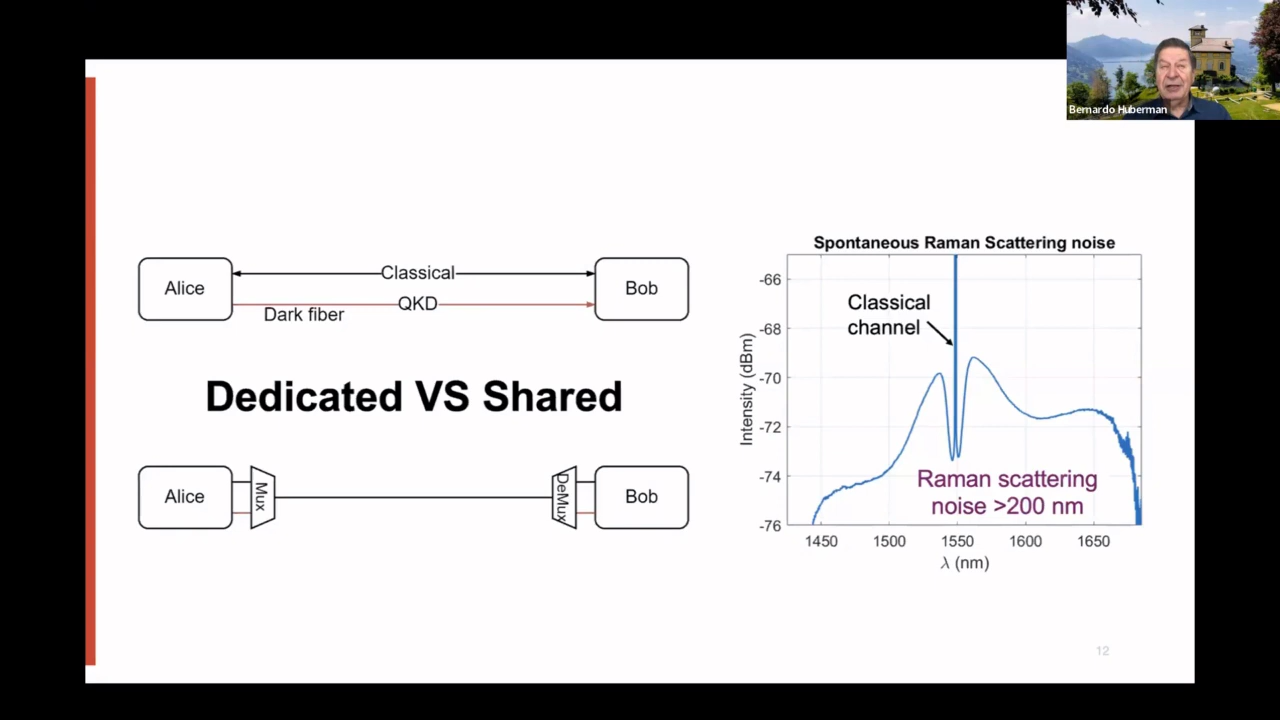 Bernardo Huberman
Alice
Classical
QKD
Dark fiber
Bob
Dedicated VS Shared
Alice
Mux
DeMux
Bob
Spontaneous Raman Scattering noise
Classical
channel
Raman scattering
noise >200 nm
Intensity (dBm)
-66
-68
-70
-72
-74
-76
1450 1500 1550 1600 1650
λ (nm)
12